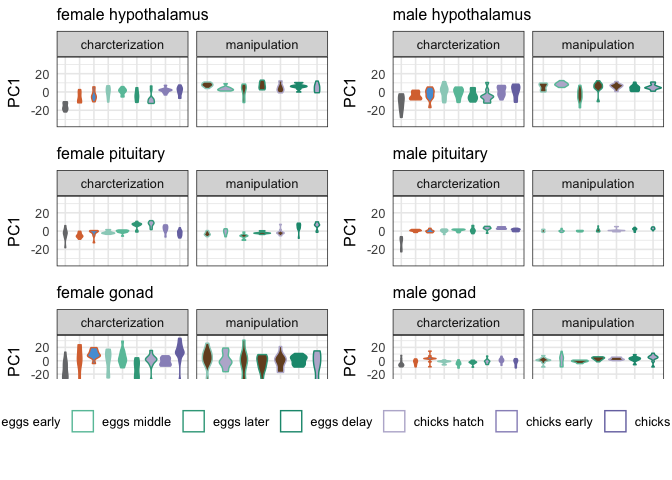 female hypothalamus
male hypothalamus
charcterization
manipulation
charcterization
manipulation
PC1
20
0
-20
PC1
20
0
-20
female pituitary
male pituitary
charcterization
manipulation
charcterization
manipulation
PC1
20
0
-20
PC1
20
0
-20
female gonad
male gonad
charcterization
manipulation
charcterization
manipulation
PC1
20
0
-20
PC1
20
0
-20
eggs early
eggs middle
eggs later
eggs delay
chicks hatch
chicks early
chicks